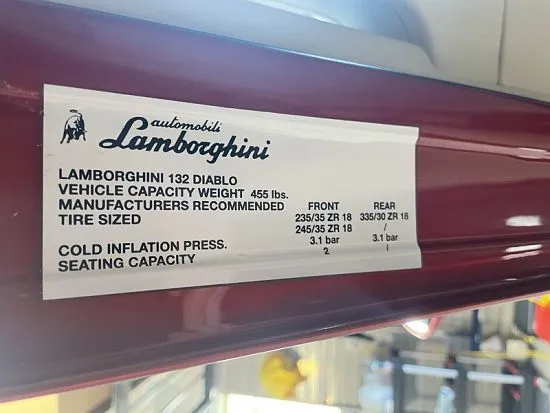 automobili
Lamborghini
LAMBORGHINI 132 DIABLO
VEHICLE CAPACITY WEIGHT 455 lbs.
MANUFACTURERS RECOMMENDED FRONT REAR
TIRE SIZED 235/35 ZR 18 335/30 ZR 18
245/35 ZR 18 /
COLD INFLATION PRESS. 3.1 bar 3.1 bar
SEATING CAPACITY 2 /